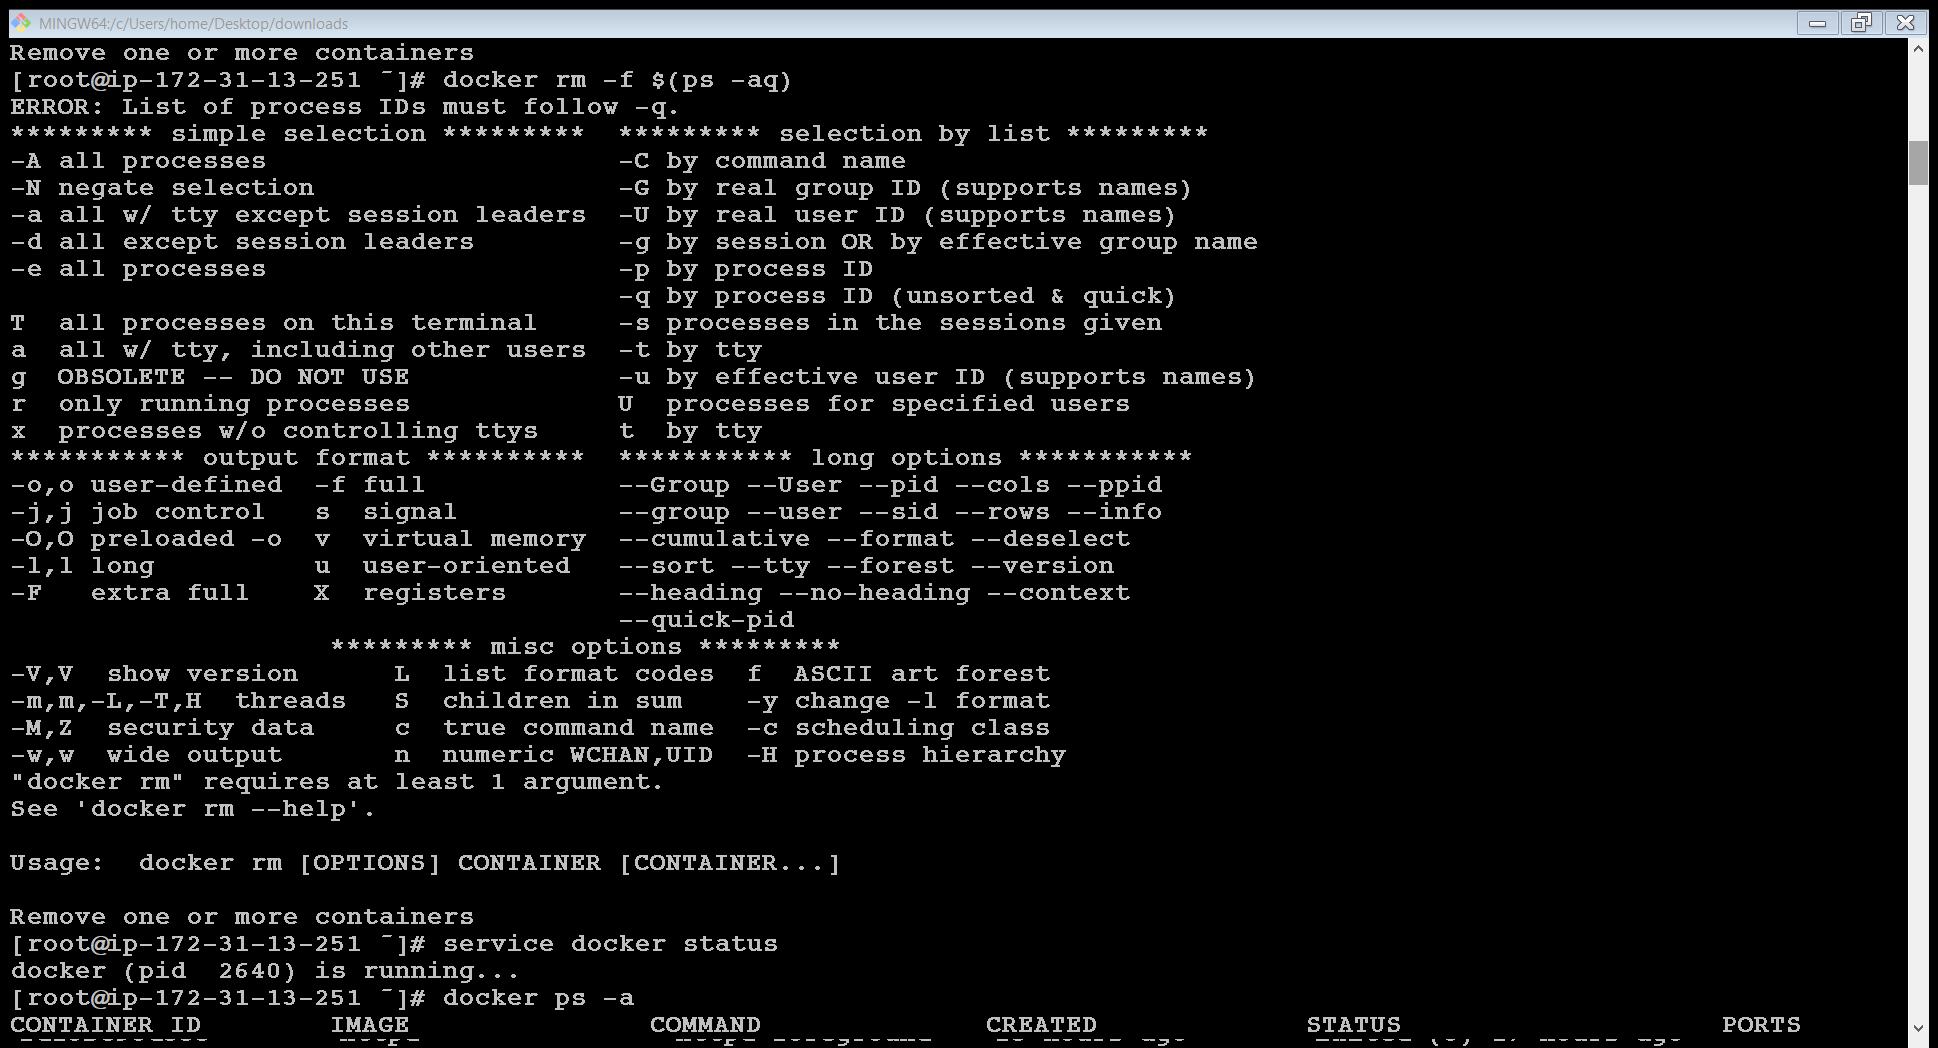 MINGW64:/c/Users/home/Desktop/downloads
Remove one or more containers
[root@ip-172-31-13-251 ~]# docker rm -f $(ps -aq)
ERROR: List of process IDs must follow -q.
********* simple selection *********  ********* selection by list *********
-A all processes                      -C by command name
-N negate selection                   -G by real group ID (supports names)
-a all w/ tty except session leaders  -U by real user ID (supports names)
-d all except session leaders         -g by session OR by effective group name
-e all processes                      -p by process ID
                                      -q by process ID (unsorted & quick)
T  all processes on this terminal     -s processes in the sessions given
a  all w/ tty, including other users  -t by tty
g  OBSOLETE -- DO NOT USE             -u by effective user ID (supports names)
r  only running processes             U  processes for specified users
x  processes w/o controlling ttys     t  by tty
*********** output format **********  *********** long options ***********
-o,o user-defined  -f full            --Group --User --pid --cols --ppid
-j,j job control   s  signal          --group --user --sid --rows --info
-O,O preloaded -o  v  virtual memory  --cumulative --format --deselect
-l,l long          u  user-oriented   --sort --tty --forest --version
-F   extra full    X  registers       --heading --no-heading --context
                                      --quick-pid
                    ********* misc options *********
-V,V  show version      L  list format codes  f  ASCII art forest
-m,m,-L,-T,H  threads   S  children in sum    -y change -l format
-M,Z  security data     c  true command name  -c scheduling class
-w,w  wide output       n  numeric WCHAN,UID  -H process hierarchy
"docker rm" requires at least 1 argument.
See 'docker rm --help'.
Usage:  docker rm [OPTIONS] CONTAINER [CONTAINER...]
Remove one or more containers
[root@ip-172-31-13-251 ~]# service docker status
docker (pid  2640) is running...
[root@ip-172-31-13-251 ~]# docker ps -a
CONTAINER ID        IMAGE               COMMAND              CREATED             STATUS                    PORTS